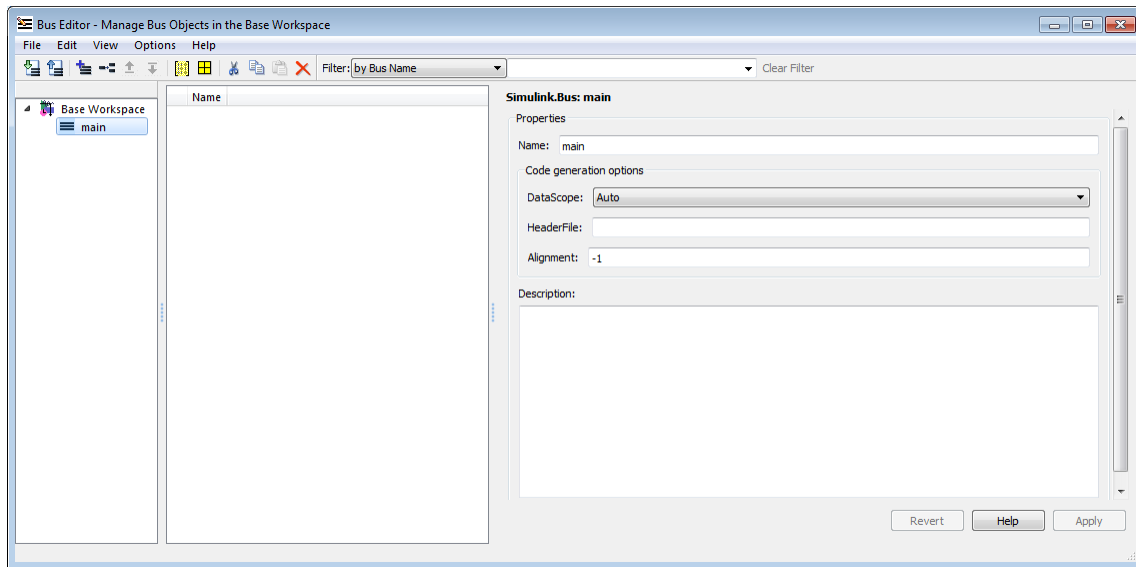 Bus Editor - Manage Bus Objects in the Base Workspace
File Edit View Options Help
Filter: by Bus Name Clear Filter
Base Workspace
main
Name
Simulink.Bus: main
Properties
Name: main
Code generation options
DataScope: Auto
HeaderFile:
Alignment: -1
Description:
Revert Help Apply